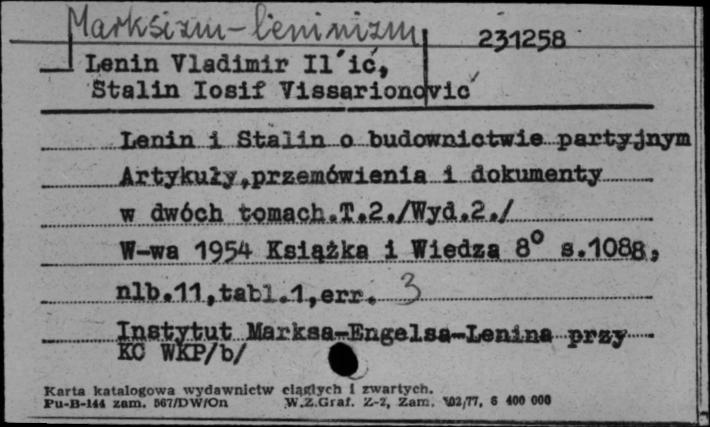 Marksizm-leninizm
231258
Lenin Vladimir Il'ić,
Stalin Iosif Vissarionović
Lenin i Stalin o budownictwie partyjnym
Artykuły,przemówienia i dokumenty
w dwóch tomach.T.2./Wyd.2./
W-wa 1954 Książka i Wiedza 8° s.1088,
nlb.11,tabl.1,err. 3
Instytut Marksa-Engelsa-Lenina przy
KC WKP/b/
Karta katalogowa wydawnictw ciągłych i zwartych.
Pu-B-144 zam. 567/DW/On W.Z.Graf. Z-2, Zam. 102/77, 6 400 000